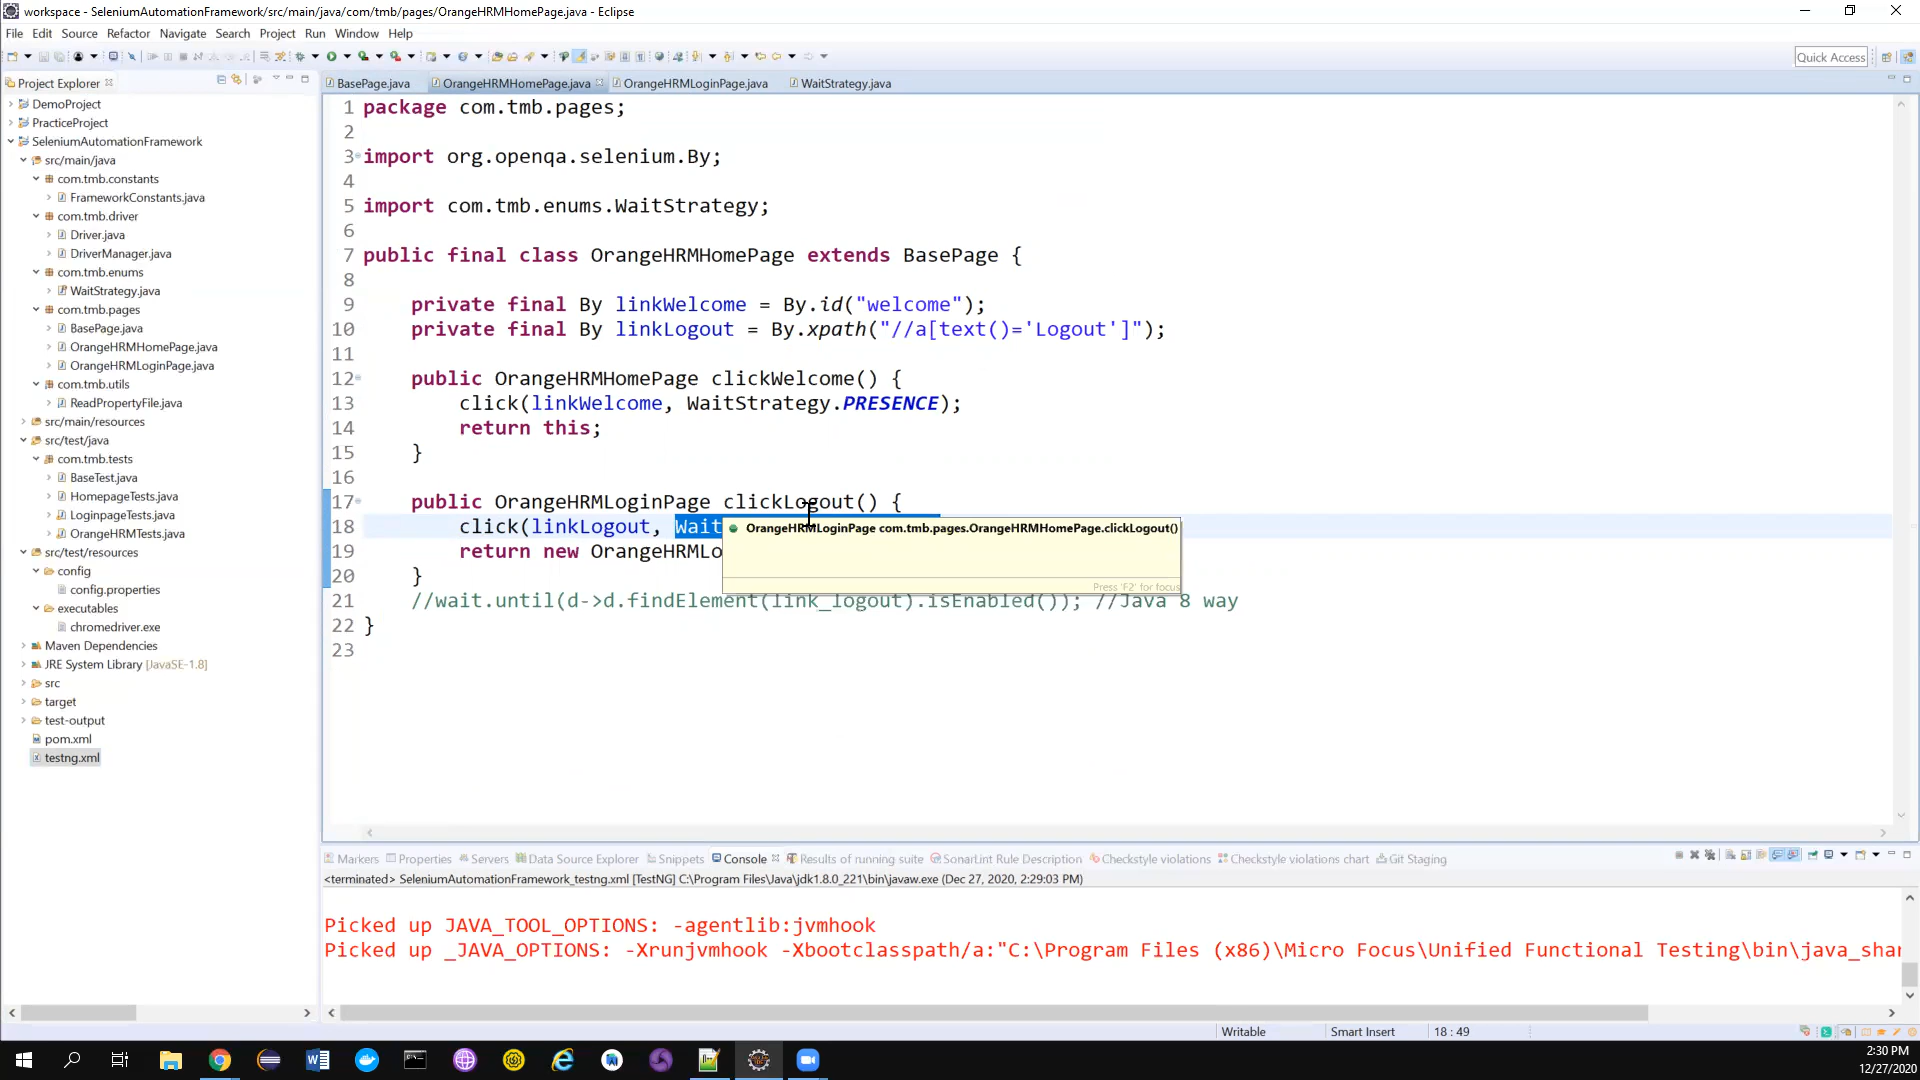 workspace - SeleniumAutomationFramework/src/main/java/com/tmb/pages/OrangeHRMHomePage.java - Eclipse
File Edit Source Refactor Navigate Search Project Run Window Help
Quick Access
Project Explorer
DemoProject
PracticeProject
SeleniumAutomationFramework
src/main/java
com.tmb.constants
FrameworkConstants.java
com.tmb.driver
Driver.java
DriverManager.java
com.tmb.enums
WaitStrategy.java
com.tmb.pages
BasePage.java
OrangeHRMHomePage.java
OrangeHRMLoginPage.java
com.tmb.utils
ReadPropertyFile.java
src/main/resources
src/test/java
com.tmb.tests
BaseTest.java
HomepageTests.java
LoginpageTests.java
OrangeHRMTests.java
src/test/resources
config
config.properties
executables
chromedriver.exe
Maven Dependencies
JRE System Library [JavaSE-1.8]
src
target
test-output
pom.xml
testng.xml
BasePage.java OrangeHRMHomePage.java OrangeHRMLoginPage.java WaitStrategy.java
1 package com.tmb.pages;
2
3 import org.openqa.selenium.By;
4
5 import com.tmb.enums.WaitStrategy;
6
7 public final class OrangeHRMHomePage extends BasePage {
8
9 private final By linkWelcome = By.id("welcome");
10 private final By linkLogout = By.xpath("//a[text()='Logout']");
11
12 public OrangeHRMHomePage clickWelcome() {
13 click(linkWelcome, WaitStrategy.PRESENCE);
14 return this;
15 }
16
17 public OrangeHRMLoginPage clickLogout() {
18 click(linkLogout, Wait
OrangeHRMLoginPage com.tmb.pages.OrangeHRMHomePage.clickLogout()
19 return new OrangeHRMLo
Press 'F2' for focus
20 }
21 //wait.until(d->d.findElement(link_logout).isEnabled()); //Java 8 way
22 }
23
Markers Properties Servers Data Source Explorer Snippets Console Results of running suite SonarLint Rule Description Checkstyle violations Checkstyle violations chart Git Staging
<terminated> SeleniumAutomationFramework_testng.xml [TestNG] C:\Program Files\Java\jdk1.8.0_221\bin\javaw.exe (Dec 27, 2020, 2:29:03 PM)
Picked up JAVA_TOOL_OPTIONS: -agentlib:jvmhook
Picked up _JAVA_OPTIONS: -Xrunjvmhook -Xbootclasspath/a:"C:\Program Files (x86)\Micro Focus\Unified Functional Testing\bin\java_shar
Writable Smart Insert 18 : 49
2:30 PM
12/27/2020